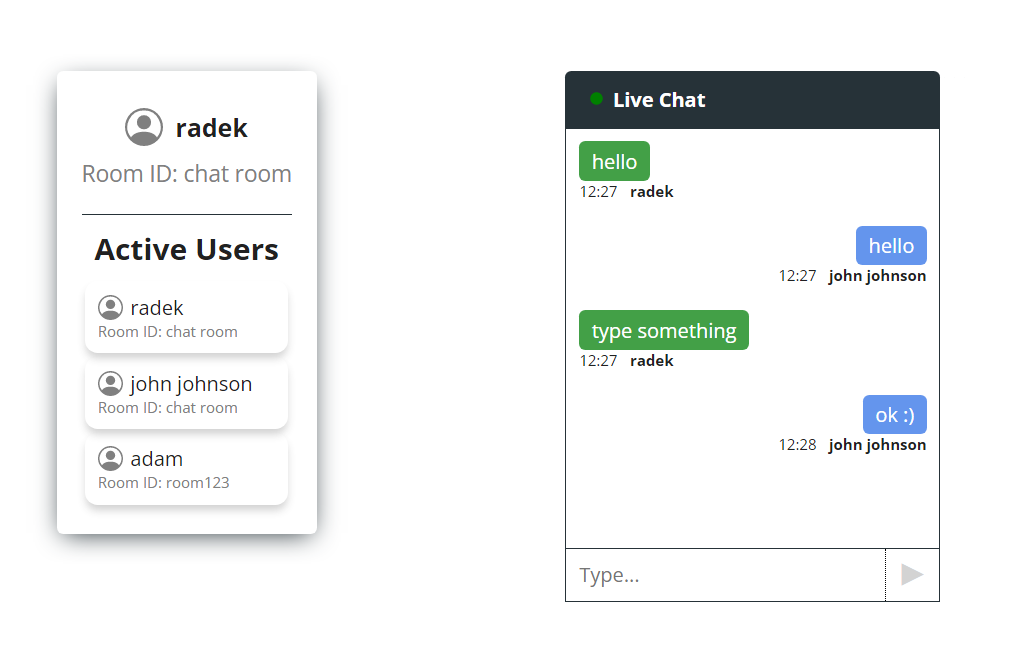 radek
Room ID: chat room
Active Users
radek
Room ID: chat room
john johnson
Room ID: chat room
adam
Room ID: room123
Live Chat
hello
12:27 radek
hello
12:27 john johnson
type something
12:27 radek
ok :)
12:28 john johnson
Type...